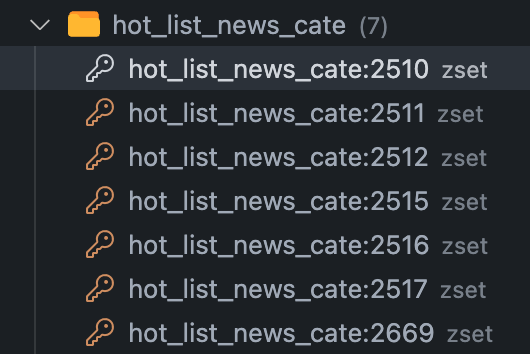 hot_list_news_cate (7)
hot_list_news_cate:2510 zset
hot_list_news_cate:2511 zset
hot_list_news_cate:2512 zset
hot_list_news_cate:2515 zset
hot_list_news_cate:2516 zset
hot_list_news_cate:2517 zset
hot_list_news_cate:2669 zset